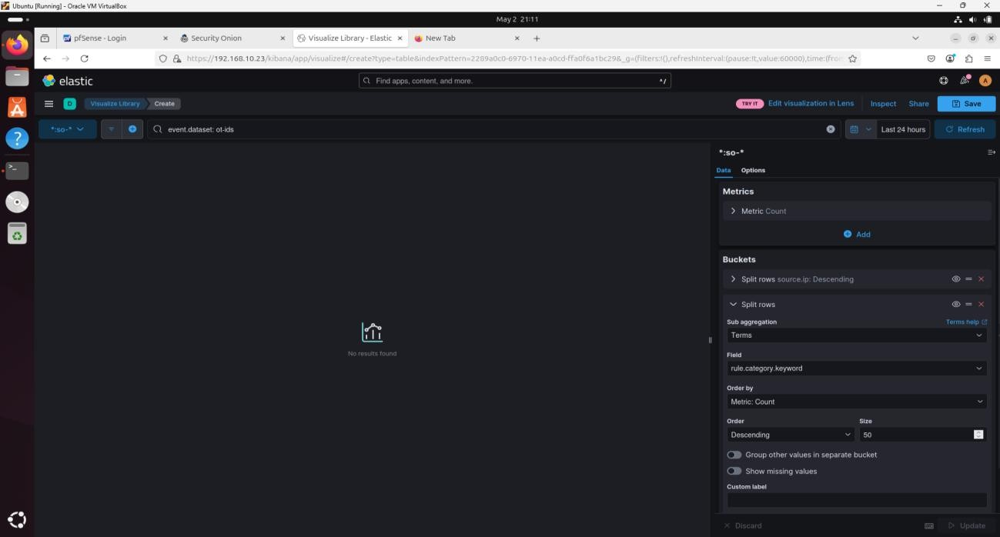 Ubuntu [Running] - Oracle VM VirtualBox
May 2 21:11
pfSense - Login
Security Onion
Visualize Library - Elastic
New Tab
https://192.168.10.23/kibana/app/visualize#/create?type=table&indexPattern=2289a0c0-6970-11ea-a0cd-ffa0f6a1bc29&_g=(filters:!(),refreshInterval:(pause:!t,value:60000),time:(from
elastic
Find apps, content, and more.
^/
A
D
Visualize Library
Create
TRY IT
Edit visualization in Lens
Inspect
Share
Save
*:so-*
event.dataset: ot-ids
Last 24 hours
Refresh
*:so-*
Data
Options
Metrics
Metric Count
Add
Buckets
Split rows source.ip: Descending
Split rows
Sub aggregation
Terms help
Terms
Field
rule.category.keyword
Order by
Metric: Count
Order
Size
Descending
50
Group other values in separate bucket
Show missing values
Custom label
No results found
Discard
Update